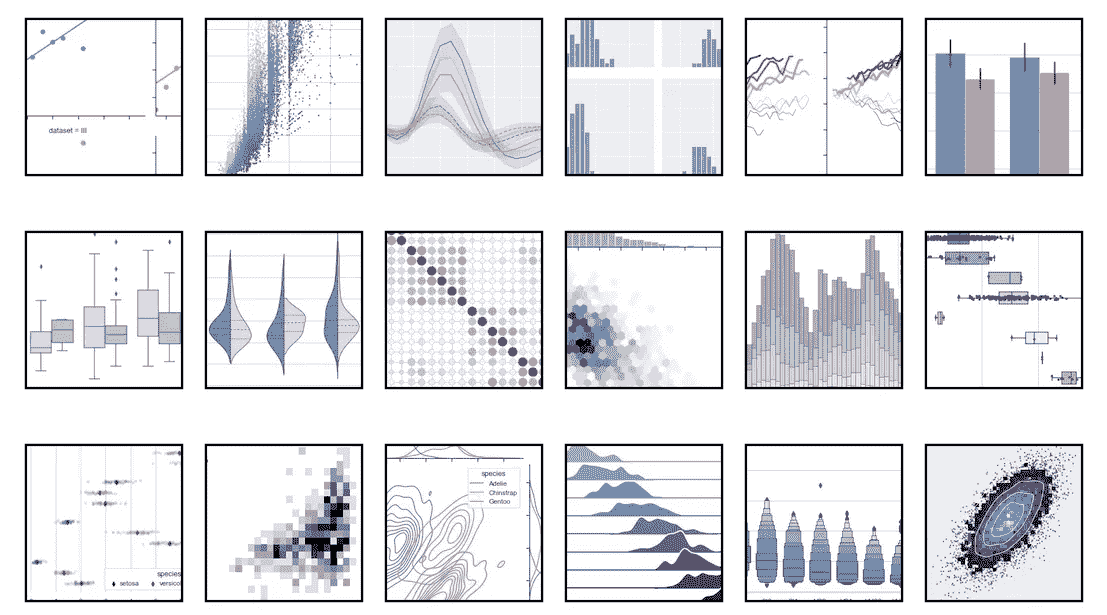 dataset = III
species
setosa
versico
species
Adelie
Chinstrap
Gentoo